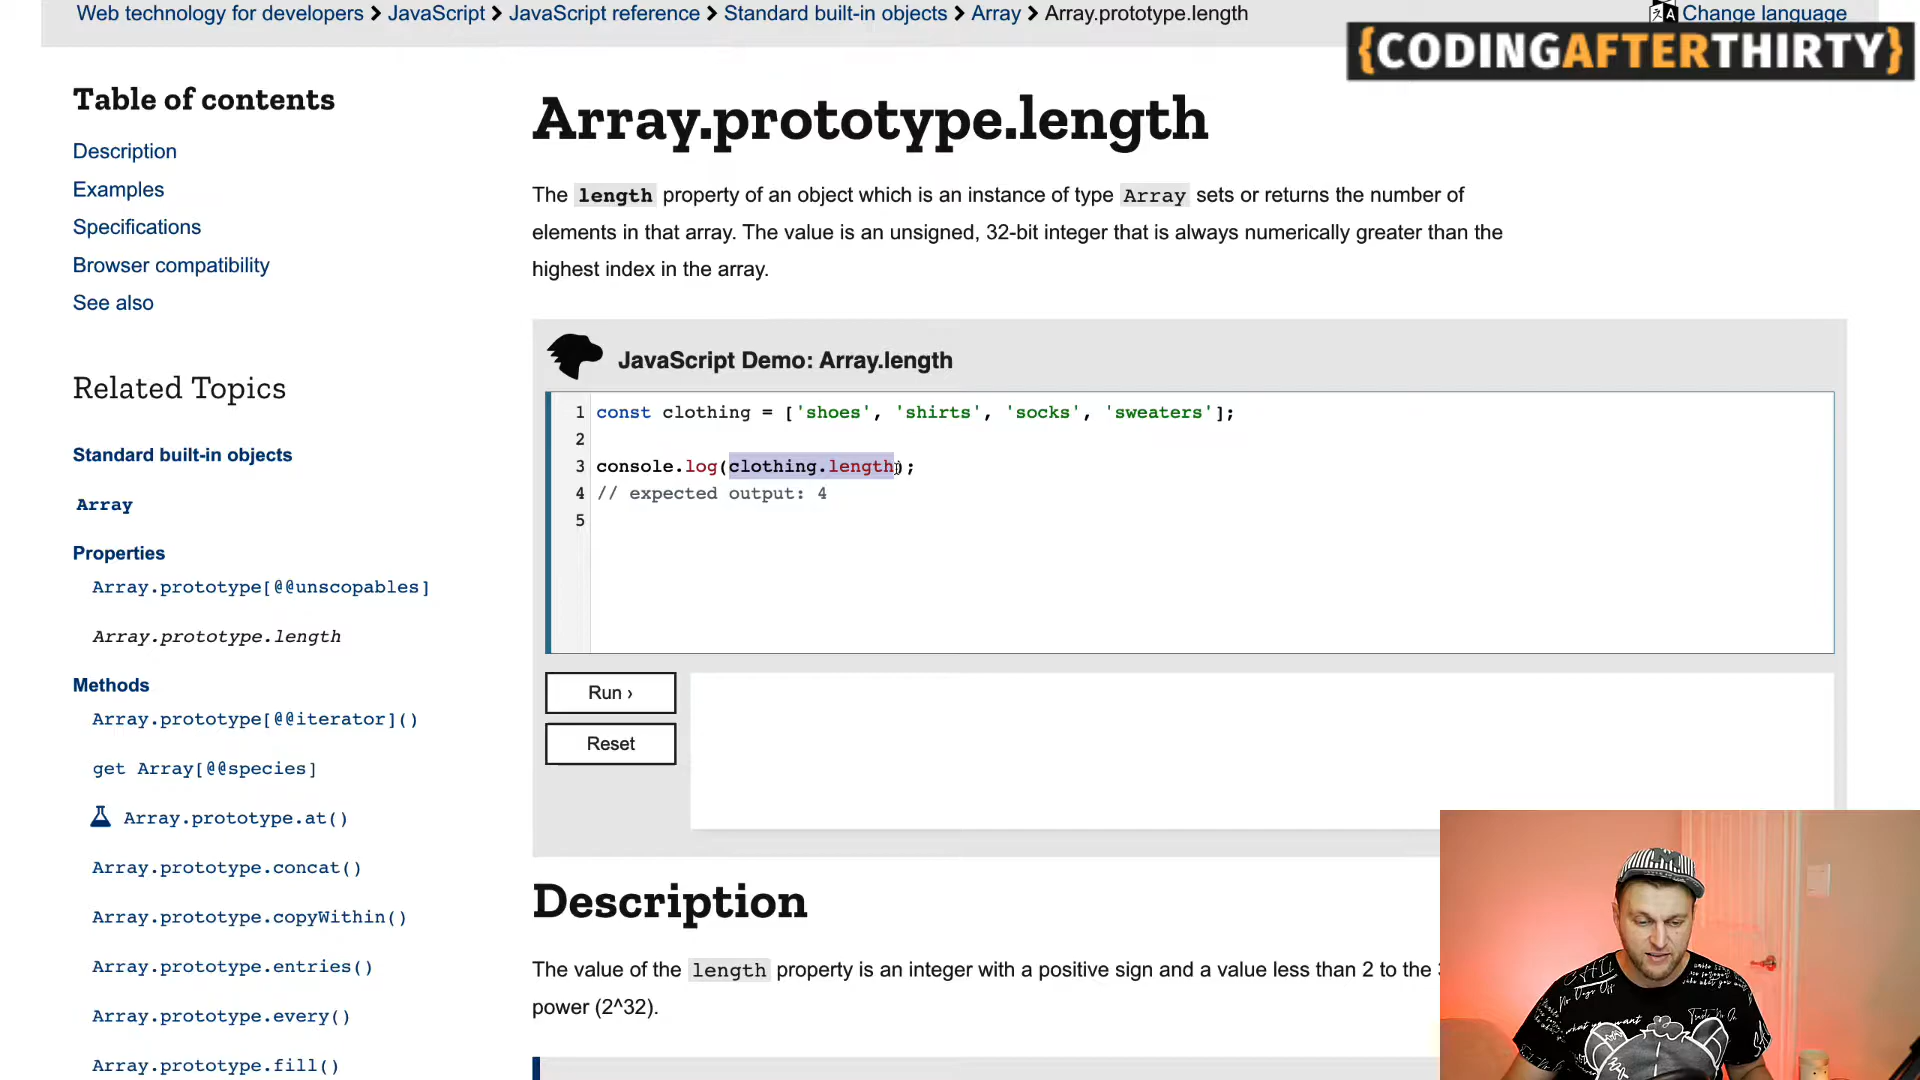 Web technology for developers > JavaScript > JavaScript reference > Standard built-in objects > Array > Array.prototype.length
Change language
{CODINGAFTERTHIRTY}
Table of contents
Description
Examples
Specifications
Browser compatibility
See also
Related Topics
Standard built-in objects
Array
Properties
Array.prototype[@@unscopables]
Array.prototype.length
Methods
Array.prototype[@@iterator]()
get Array[@@species]
Array.prototype.at()
Array.prototype.concat()
Array.prototype.copyWithin()
Array.prototype.entries()
Array.prototype.every()
Array.prototype.fill()
Array.prototype.length
The length property of an object which is an instance of type Array sets or returns the number of
elements in that array. The value is an unsigned, 32-bit integer that is always numerically greater than the
highest index in the array.
JavaScript Demo: Array.length
1 const clothing = ['shoes', 'shirts', 'socks', 'sweaters'];
2
3 console.log(clothing.length);
4 // expected output: 4
5
Run ›
Reset
Description
The value of the length property is an integer with a positive sign and a value less than 2 to the
power (2^32).